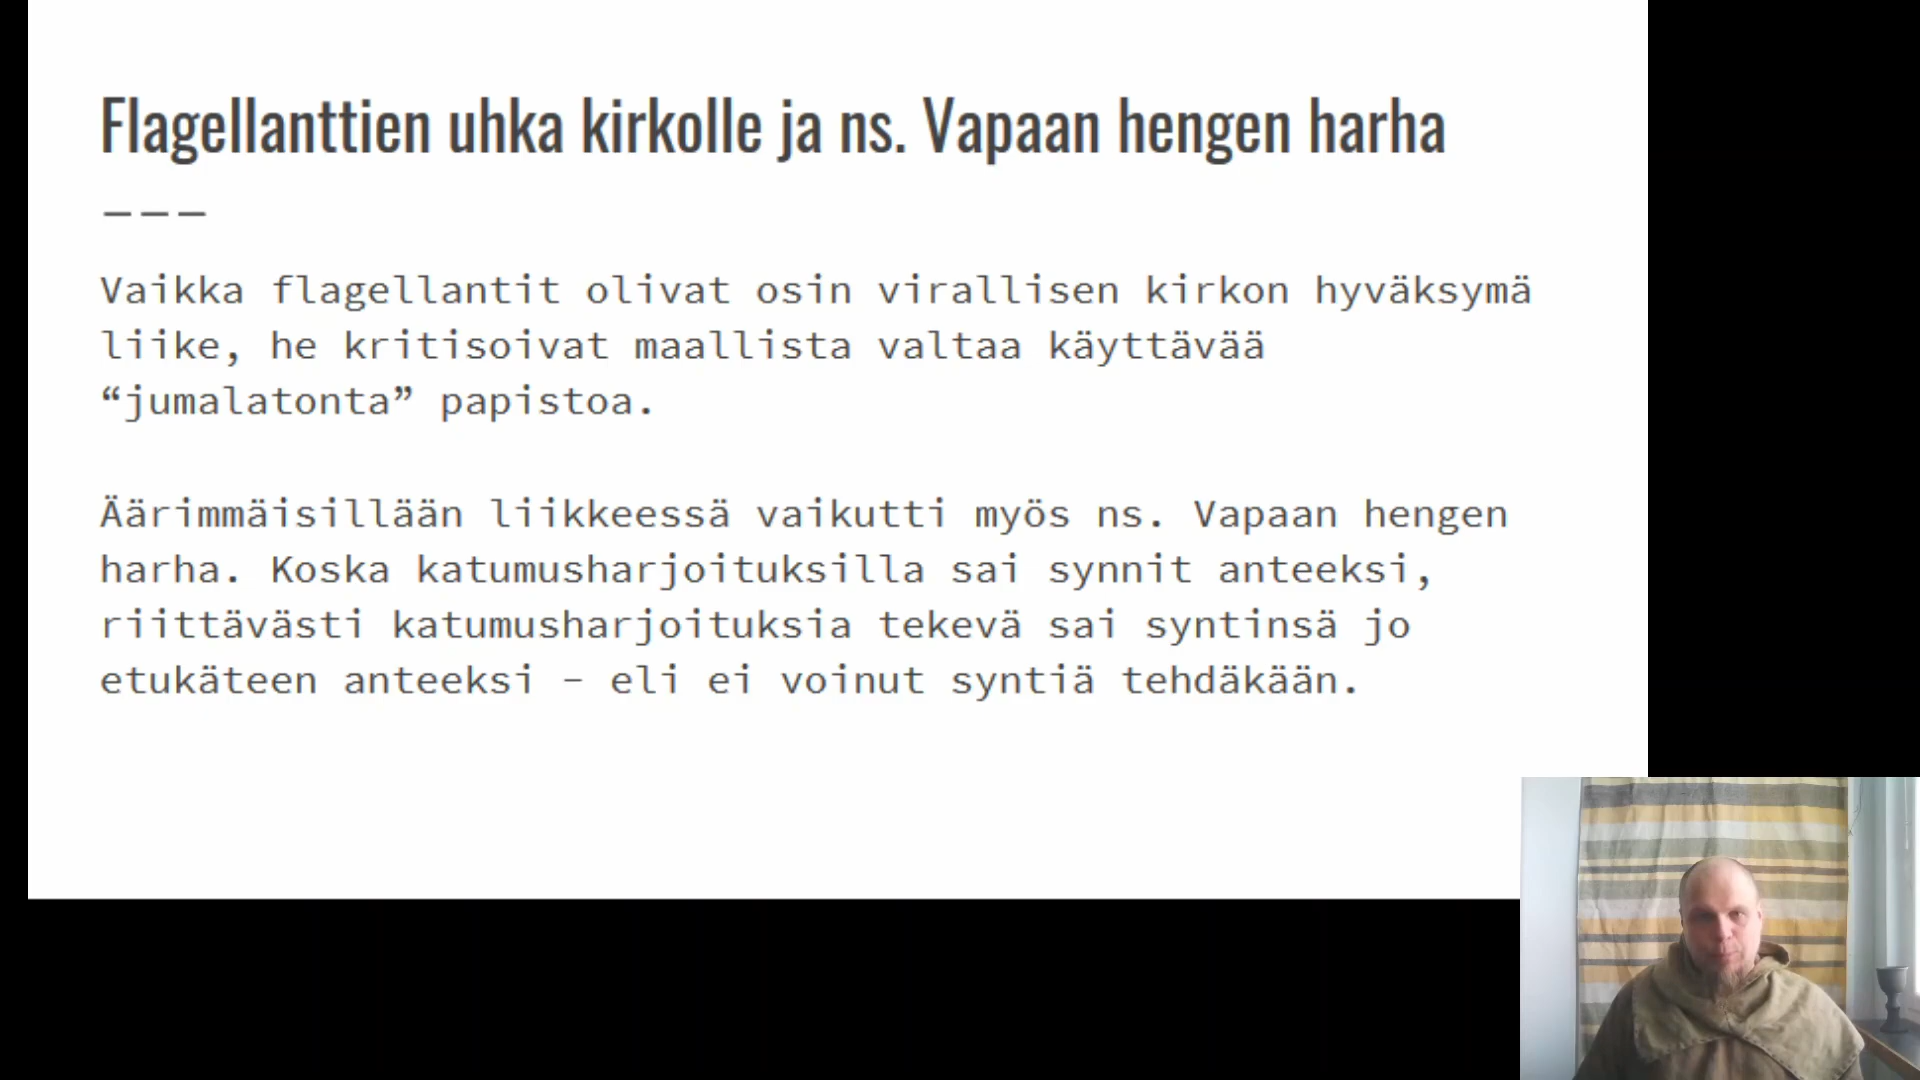 Flagellanttien uhka kirkolle ja ns. Vapaan hengen harha
———
Vaikka flagellantit olivat osin virallisen kirkon hyväksymä
liike, he kritisoivat maallista valtaa käyttävää
“jumalatonta” papistoa.
Äärimmäisillään liikkeessä vaikutti myös ns. Vapaan hengen
harha. Koska katumusharjoituksilla sai synnit anteeksi,
riittävästi katumusharjoituksia tekevä sai syntinsä jo
etukäteen anteeksi – eli ei voinut syntiä tehdäkään.